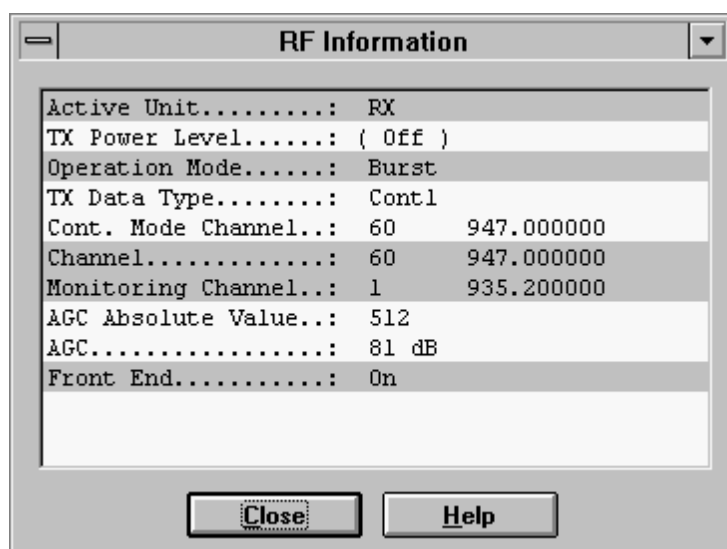 RF Information
Active Unit.........: RX
TX Power Level......: ( Off )
Operation Mode......: Burst
TX Data Type........: Cont1
Cont. Mode Channel..: 60 947.000000
Channel.............: 60 947.000000
Monitoring Channel..: 1 935.200000
AGC Absolute Value..: 512
AGC.................: 81 dB
Front End...........: On
Close Help